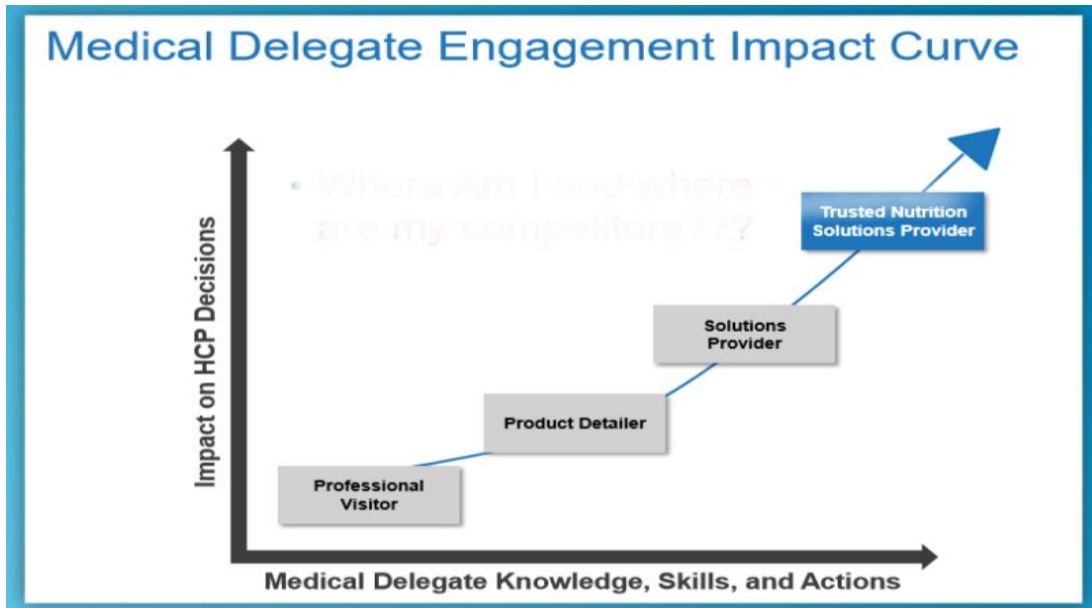 Medical Delegate Engagement Impact Curve
• Where Am I and where
are my competitors???
Trusted Nutrition
Solutions Provider
Solutions
Provider
Product Detailer
Professional
Visitor
Impact on HCP Decisions
Medical Delegate Knowledge, Skills, and Actions